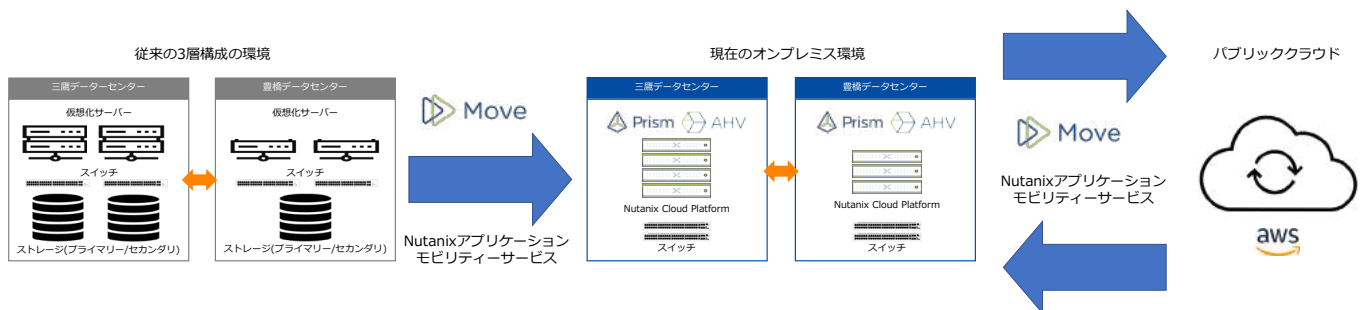 従来の3層構成の環境
三鷹データーセンター
仮想化サーバー
スイッチ
ストレージ(プライマリー/セカンダリ)
豊橋データセンター
仮想化サーバー
スイッチ
ストレージ(プライマリー/セカンダリ)
Move
Nutanixアプリケーション
モビリティーサービス
現在のオンプレミス環境
三鷹データセンター
Prism AHV
Nutanix Cloud Platform
スイッチ
豊橋データセンター
Prism AHV
Nutanix Cloud Platform
スイッチ
Move
Nutanixアプリケーション
モビリティーサービス
パブリッククラウド
aws